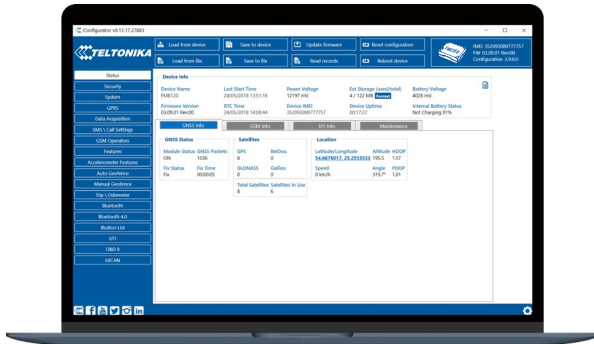 Configurator v0.13.17.27883
TELTONIKA
Load from device
Save to device
Update firmware
Reset configuration
Load from file
Save to file
Read records
Reboot device
FMB120
IMEI 352093080777757
FW 03.09.01 Rev:00
Configuration 3.9.0.0
Status
Security
System
GPRS
Data Acquisition
SMS \ Call Settings
GSM Operators
Features
Accelerometer Features
Auto Geofence
Manual Geofence
Trip \ Odometer
Bluetooth
Bluetooth 4.0
iButton List
I/O
OBD II
LVCAN
Device Info
Device Name
FMB120
Last Start Time
24/05/2018 13:51:16
Power Voltage
12197 mV.
Ext Storage (used/total)
4 / 122 MB Format
Battery Voltage
4028 mV.
Firmware Version
03.09.01 Rev:00
RTC Time
24/05/2018 14:08:44
Device IMEI
352093080777757
Device Uptime
00:17:27
Internal Battery Status
Not Charging 91%
GNSS Info
GSM Info
I/O Info
Maintenance
GNSS Status
Module Status GNSS Packets
ON 1036
Fix Status Fix Time
Fix 00:00:05
Satellites
GPS BeiDou
8 0
GLONASS Galileo
0 0
Total Satellites Satellites in Use
8 6
Location
Latitude/Longitude Altitude HDOP
54.6676017, 25.2553533 195.5 1.57
Speed Angle PDOP
0 km/h 319.7° 1.81